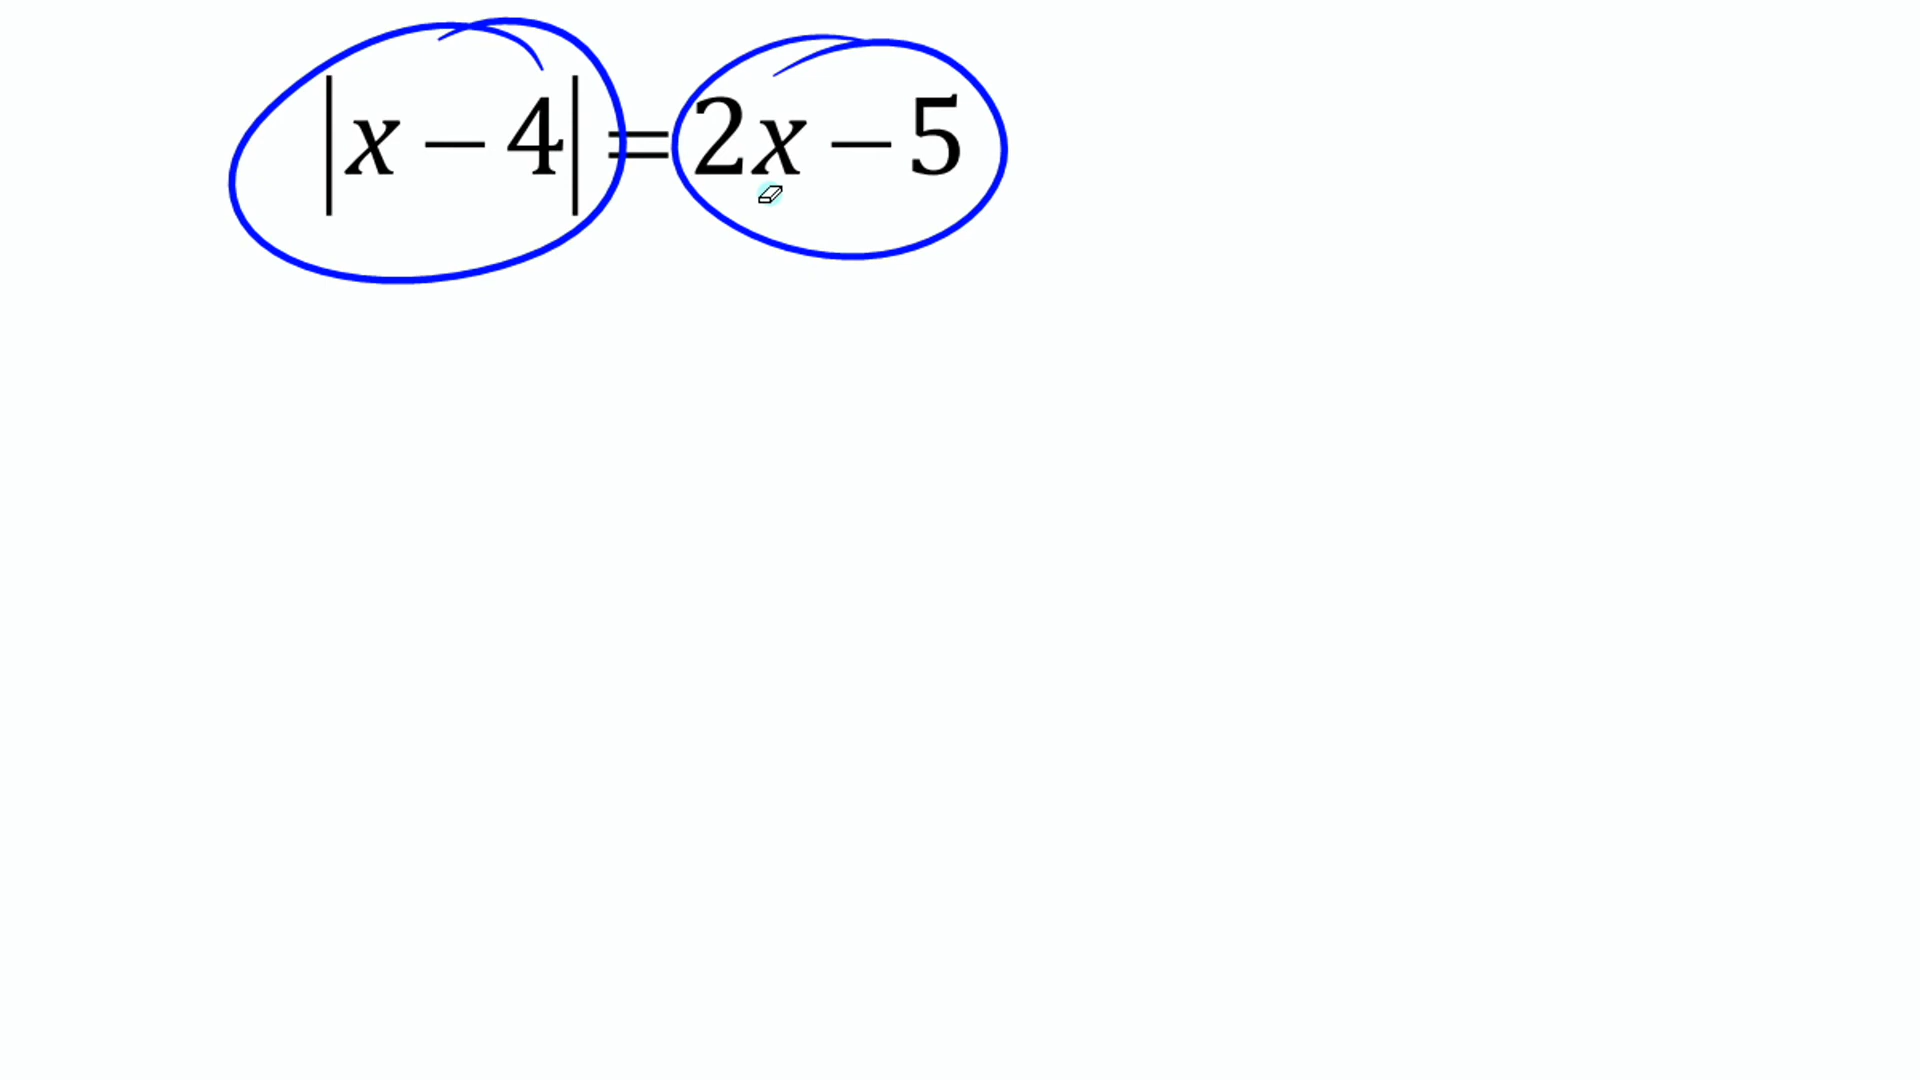 |x − 4| = 2x − 5